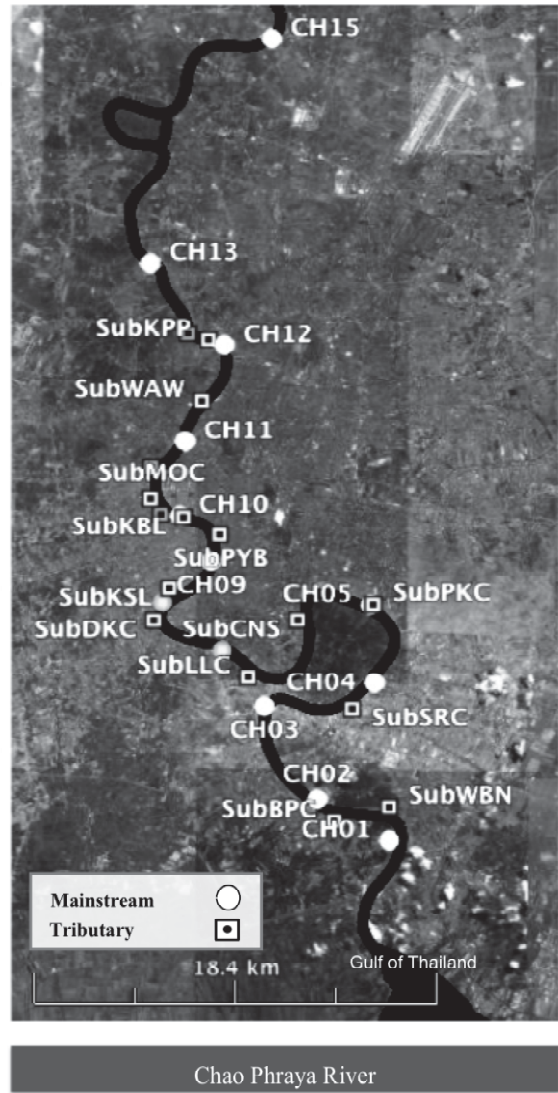 CH15
CH13
SubKPP
CH12
SubWAW
CH11
SubMOC
CH10
SubKBL
SubPYB
CH09
SubKSL
CH05
SubPKC
SubDKC
SubCNS
SubLLC
CH04
CH03
SubSRC
CH02
SubWBN
SubBPC
CH01
Mainstream
Tributary
18.4 km
Gulf of Thailand
Chao Phraya River